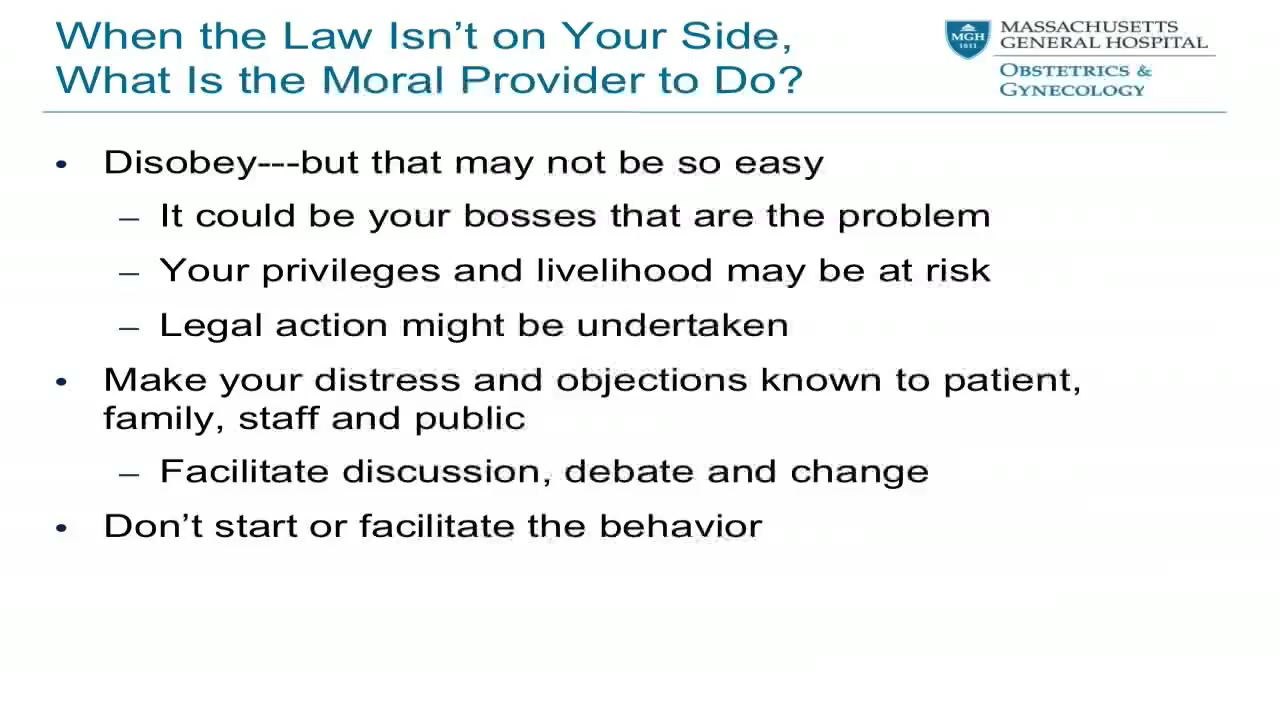 When the Law Isn't on Your Side,
What Is the Moral Provider to Do?
MGH
1811
MASSACHUSETTS
GENERAL HOSPITAL
OBSTETRICS &
GYNECOLOGY
• Disobey---but that may not be so easy
– It could be your bosses that are the problem
– Your privileges and livelihood may be at risk
– Legal action might be undertaken
• Make your distress and objections known to patient,
family, staff and public
– Facilitate discussion, debate and change
• Don't start or facilitate the behavior